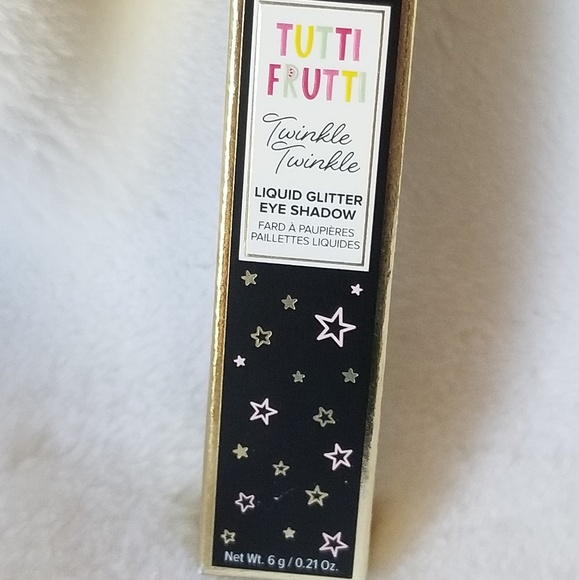 TUTTI
FRUTTI
Twinkle
Twinkle
LIQUID GLITTER
EYE SHADOW
FARD À PAUPIÈRES
PAILLETTES LIQUIDES
Net Wt. 6 g / 0.21 Oz.